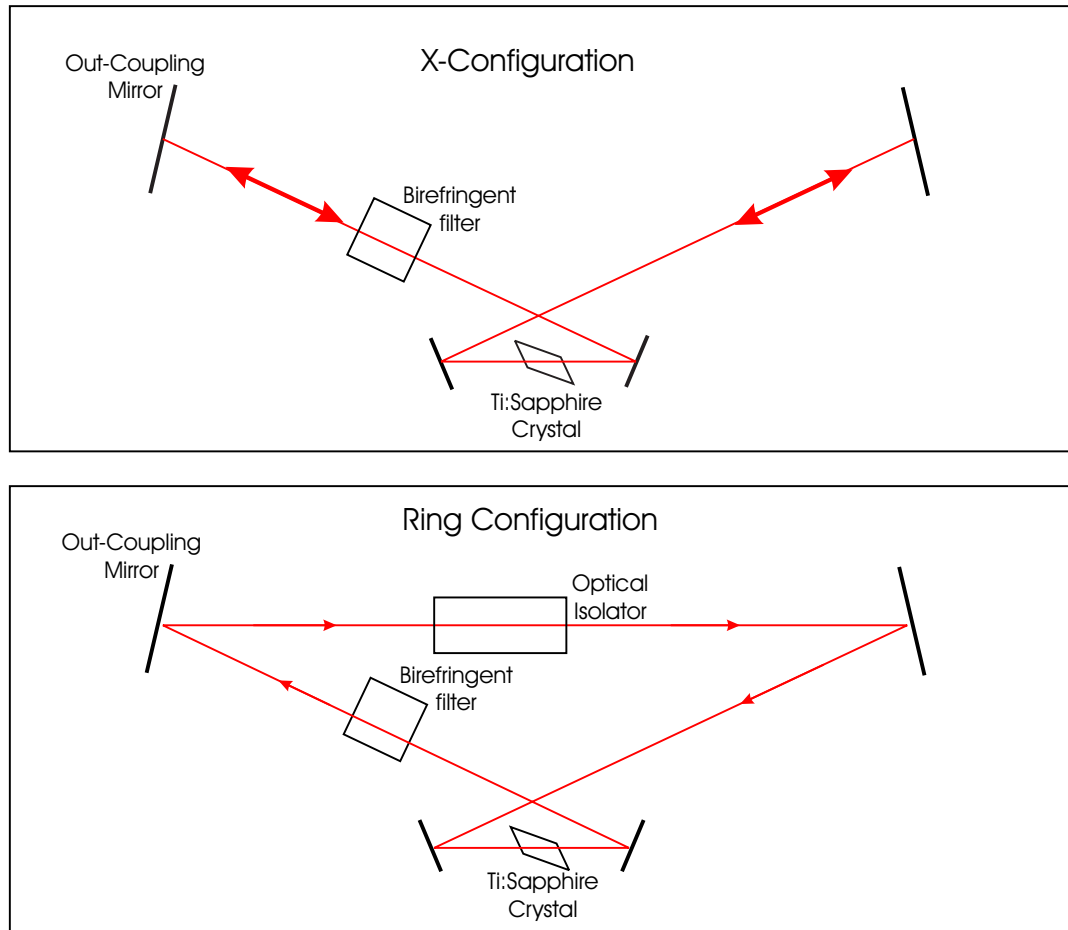 X-Configuration
Out-Coupling
Mirror
Birefringent
filter
Ti:Sapphire
Crystal
Ring Configuration
Out-Coupling
Mirror
Optical
Isolator
Birefringent
filter
Ti:Sapphire
Crystal